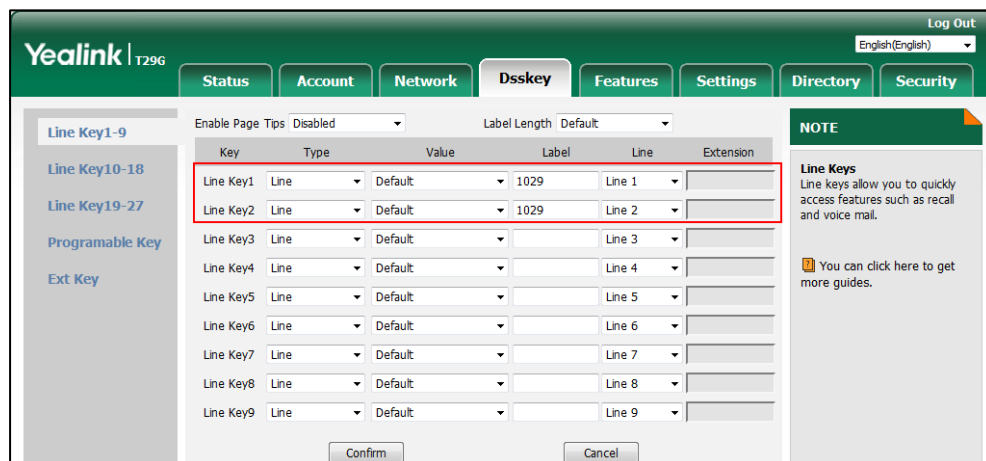 Log Out
Yealink | T29G
English(English)
Status Account Network Dsskey Features Settings Directory Security
Line Key1-9
Line Key10-18
Line Key19-27
Programable Key
Ext Key
Enable Page Tips Disabled Label Length Default
Key Type Value Label Line Extension
Line Key1 Line Default 1029 Line 1
Line Key2 Line Default 1029 Line 2
Line Key3 Line Default Line 3
Line Key4 Line Default Line 4
Line Key5 Line Default Line 5
Line Key6 Line Default Line 6
Line Key7 Line Default Line 7
Line Key8 Line Default Line 8
Line Key9 Line Default Line 9
Confirm Cancel
NOTE
Line Keys
Line keys allow you to quickly
access features such as recall
and voice mail.
? You can click here to get
more guides.